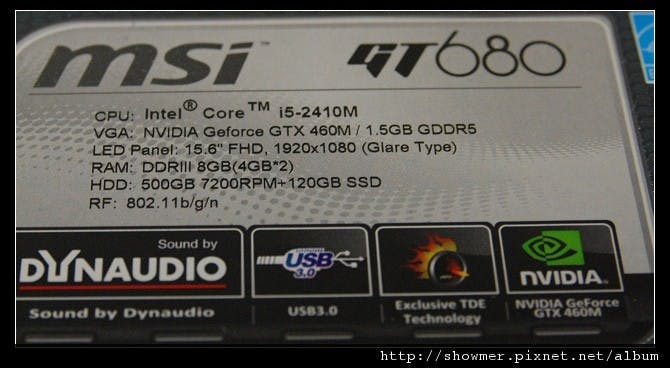 msi™ GT680
CPU: Intel® Core™ i5-2410M
VGA: NVIDIA Geforce GTX 460M / 1.5GB GDDR5
LED Panel: 15.6" FHD, 1920x1080 (Glare Type)
RAM: DDRIII 8GB(4GB*2)
HDD: 500GB 7200RPM+120GB SSD
RF: 802.11b/g/n
Sound by
DYNAUDIO
Sound by Dynaudio
USB
3.0
USB3.0
Exclusive TDE
Technology
NVIDIA.
NVIDIA GeForce
GTX 460M
http://showmer.pixnet.net/album